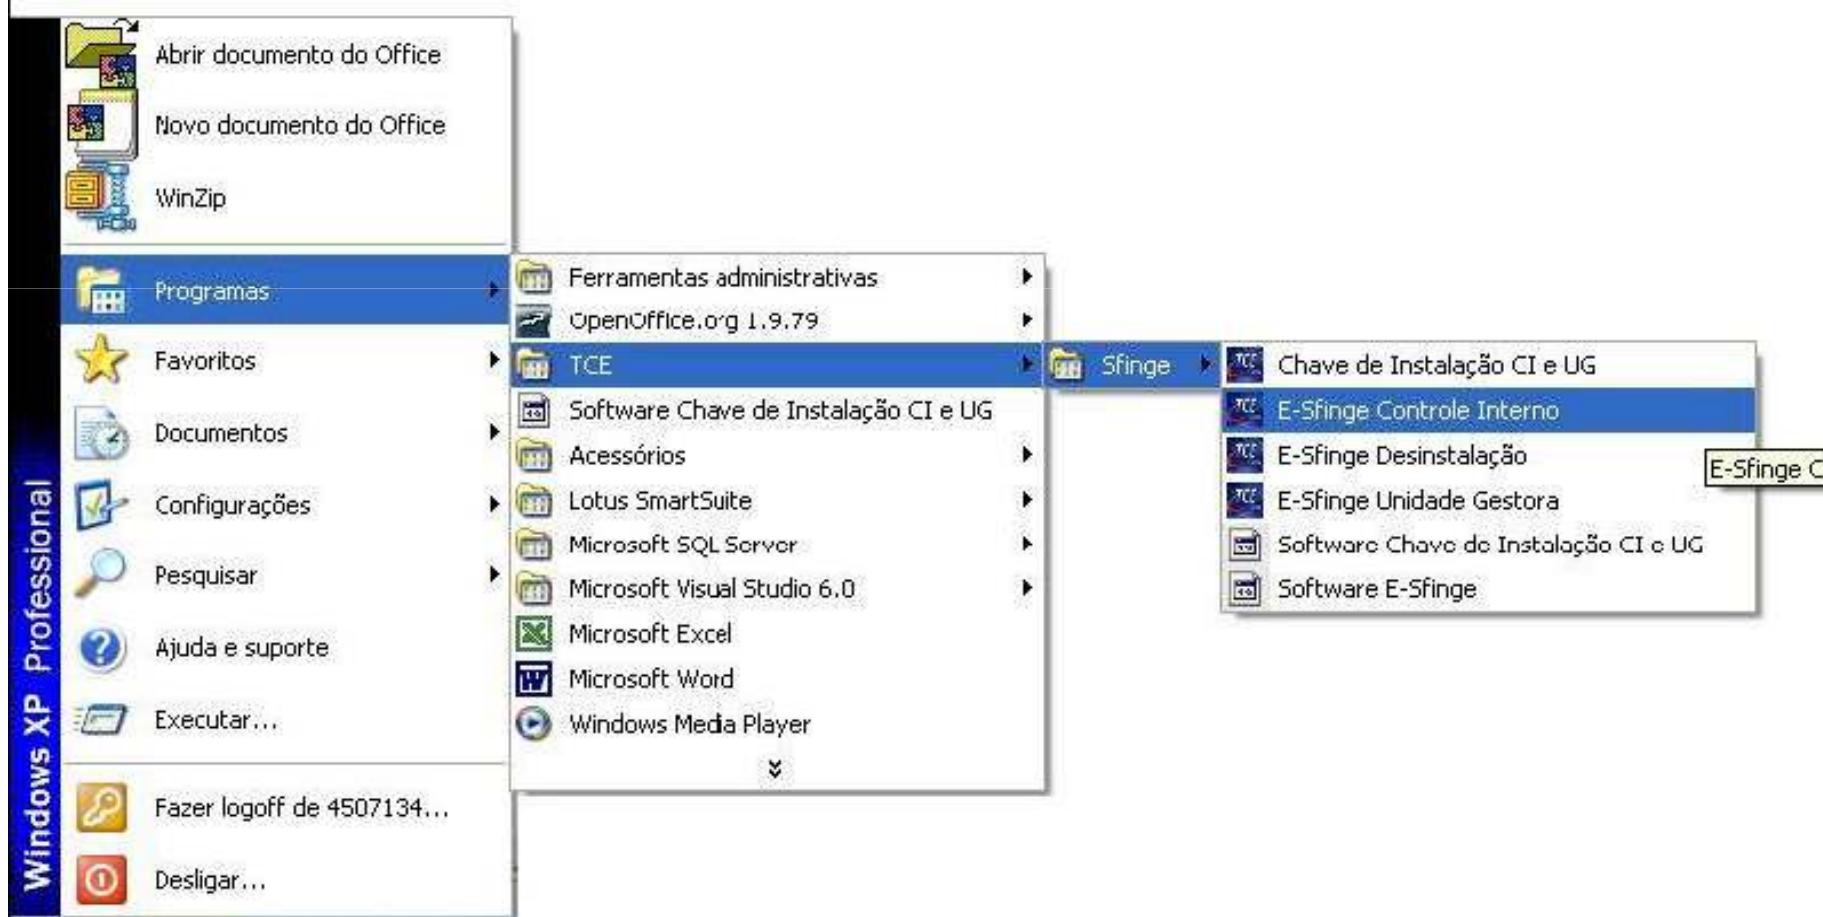 Abrir documento do Office
Novo documento do Office
WinZip
Programas
Favoritos
Documentos
Configurações
Pesquisar
Ajuda e suporte
Executar...
Fazer logoff de 4507134...
Desligar...
Windows XP Professional
Ferramentas administrativas
OpenOffice.org 1.9.79
TCE
Software Chave de Instalação CI e UG
Acessórios
Lotus SmartSuite
Microsoft SQL Server
Microsoft Visual Studio 6.0
Microsoft Excel
Microsoft Word
Windows Media Player
Sfinge
Chave de Instalação CI e UG
E-Sfinge Controle Interno
E-Sfinge Desinstalação
E-Sfinge Unidade Gestora
Software Chave de Instalação CI e UG
Software E-Sfinge
E-Sfinge C